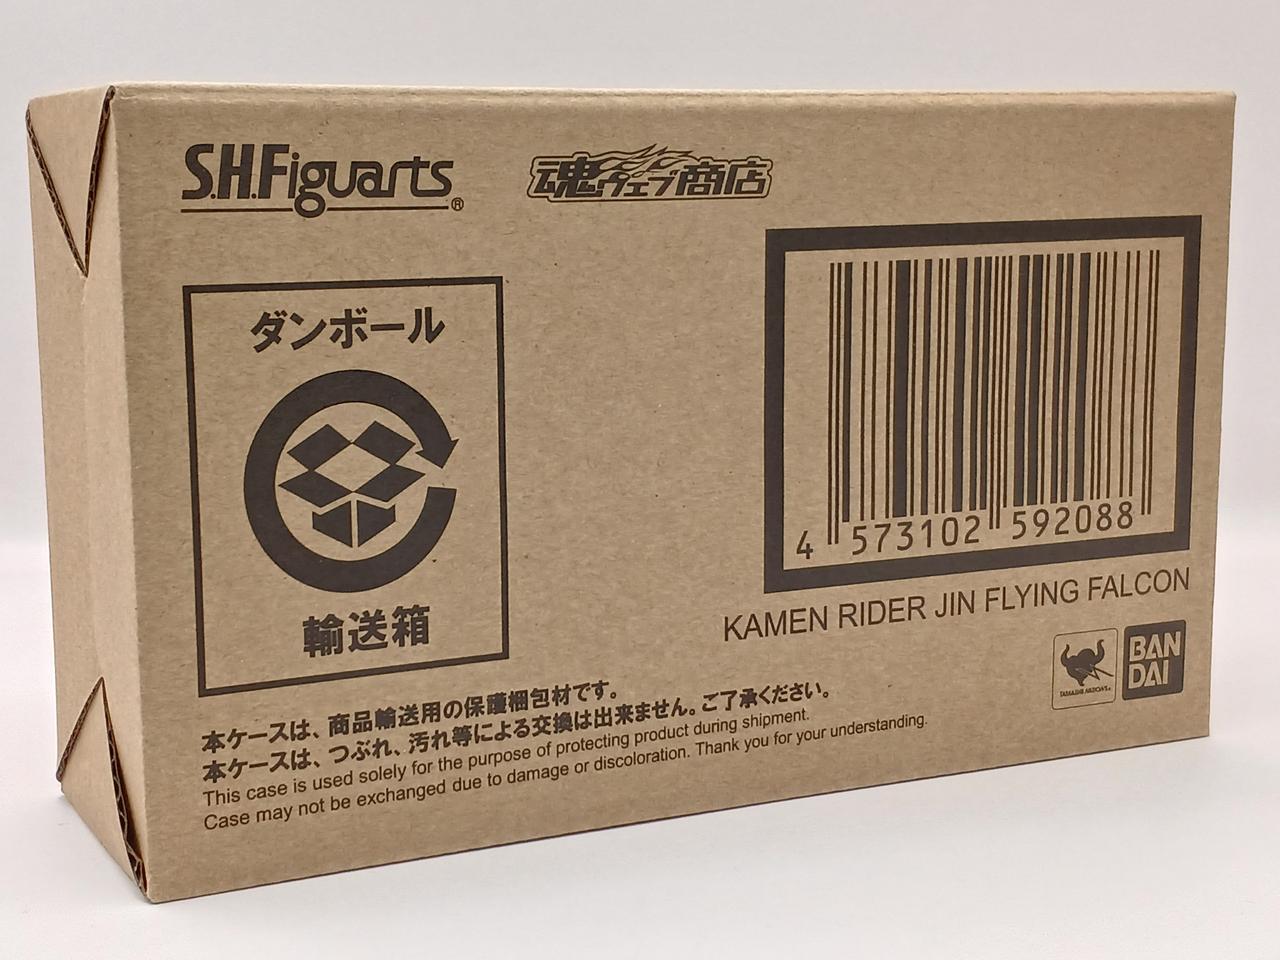 S.H.Figuarts®
魂ウェブ商店
ダンボール
輸送箱
4 573102 592088
KAMEN RIDER JIN FLYING FALCON
TAMASHII NATIONS
BAN
DAI
本ケースは、商品輸送用の保護梱包材です。
本ケースは、つぶれ、汚れ等による交換は出来ません。ご了承ください。
This case is used solely for the purpose of protecting product during shipment.
Case may not be exchanged due to damage or discoloration. Thank you for your understanding.